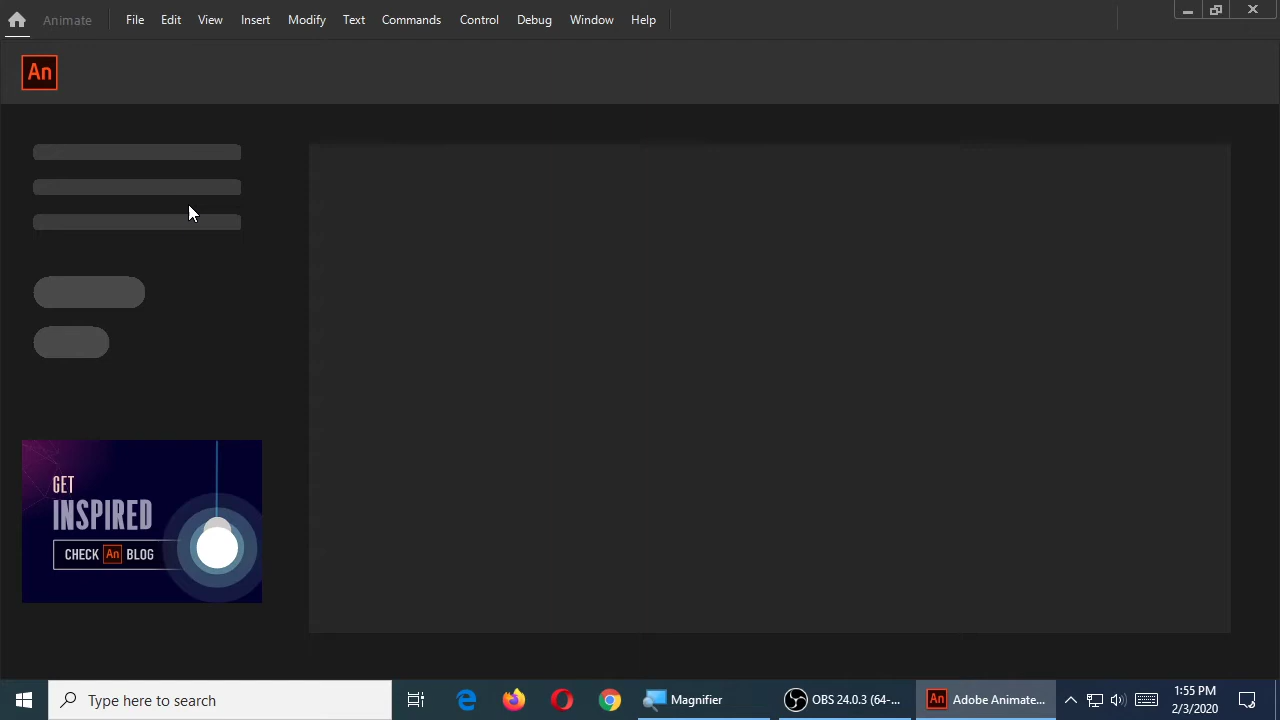 Animate File Edit View Insert Modify Text Commands Control Debug Window Help
An
GET
INSPIRED
CHECK An BLOG
Type here to search
Magnifier
OBS 24.0.3 (64-...
An Adobe Animate...
1:55 PM
2/3/2020